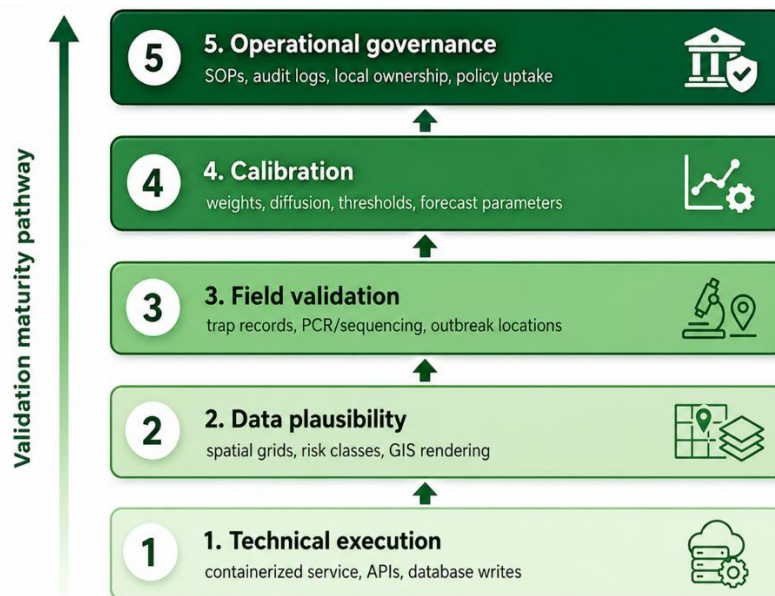 Validation maturity pathway
5
5. Operational governance
SOPs, audit logs, local ownership, policy uptake
4
4. Calibration
weights, diffusion, thresholds, forecast parameters
3
3. Field validation
trap records, PCR/sequencing, outbreak locations
2
2. Data plausibility
spatial grids, risk classes, GIS rendering
1
1. Technical execution
containerized service, APIs, database writes